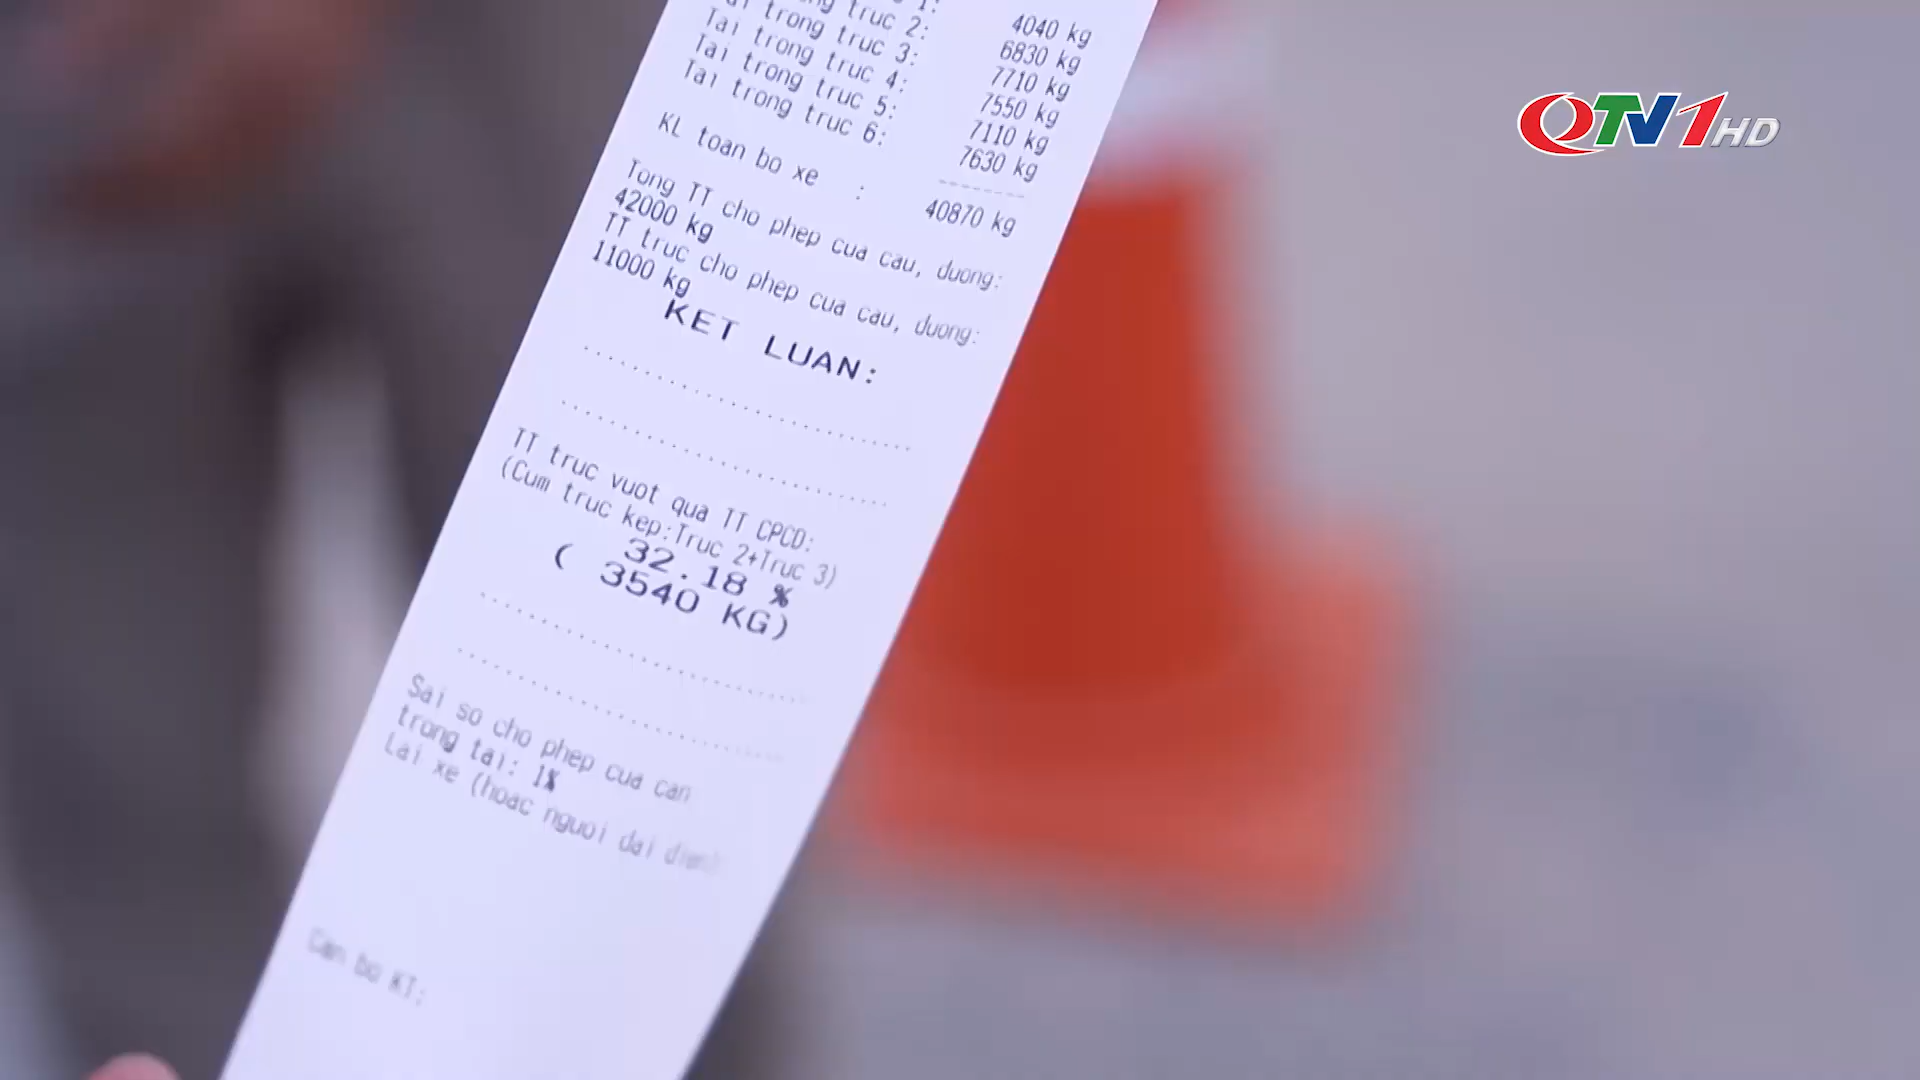 truc 1: 4040 kg
trong truc 2: 6830 kg
Tai trong truc 3: 7710 kg
Tai trong truc 4: 7550 kg
Tai trong truc 5: 7110 kg
Tai trong truc 6: 7630 kg
--------
KL toan bo xe : 40870 kg
Tong TT cho phep cua cau, duong:
42000 kg
TT truc cho phep cua cau, duong:
11000 kg
KET LUAN:
TT truc vuot qua TT CPCD:
(Cum truc kep:Truc 2+Truc 3)
32.18 %
( 3540 KG)
Sai so cho phep cua can
trong tai: 1%
Lai xe (hoac nguoi dai dien)
Can bo KT:
QTV1HD